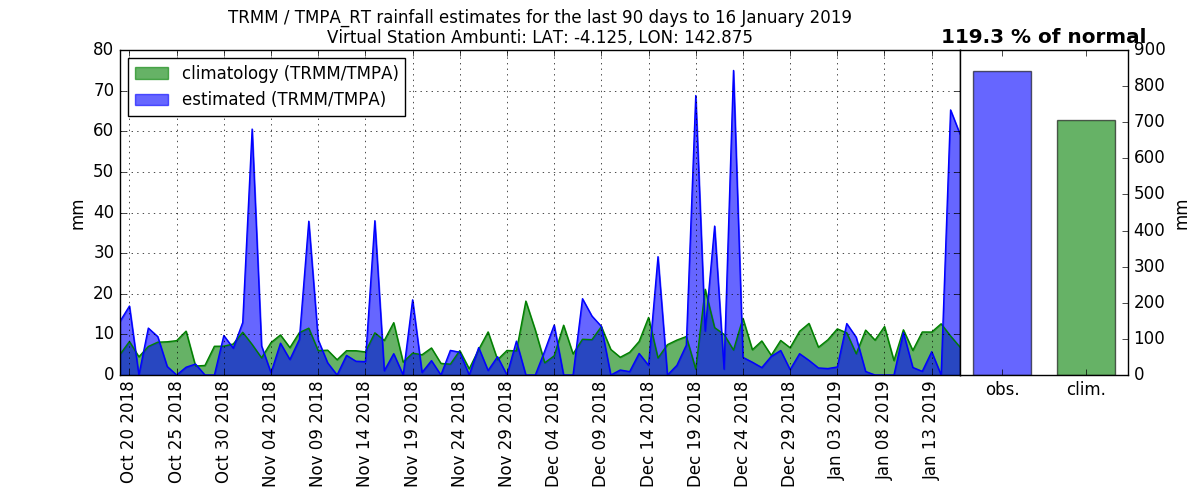 TRMM / TMPA_RT rainfall estimates for the last 90 days to 16 January 2019
Virtual Station Ambunti: LAT: -4.125, LON: 142.875
119.3 % of normal
climatology (TRMM/TMPA)
estimated (TRMM/TMPA)
mm
80
70
60
50
40
30
20
10
0
Oct 20 2018
Oct 25 2018
Oct 30 2018
Nov 04 2018
Nov 09 2018
Nov 14 2018
Nov 19 2018
Nov 24 2018
Nov 29 2018
Dec 04 2018
Dec 09 2018
Dec 14 2018
Dec 19 2018
Dec 24 2018
Dec 29 2018
Jan 03 2019
Jan 08 2019
Jan 13 2019
900
800
700
600
500
400
300
200
100
0
mm
obs.
clim.